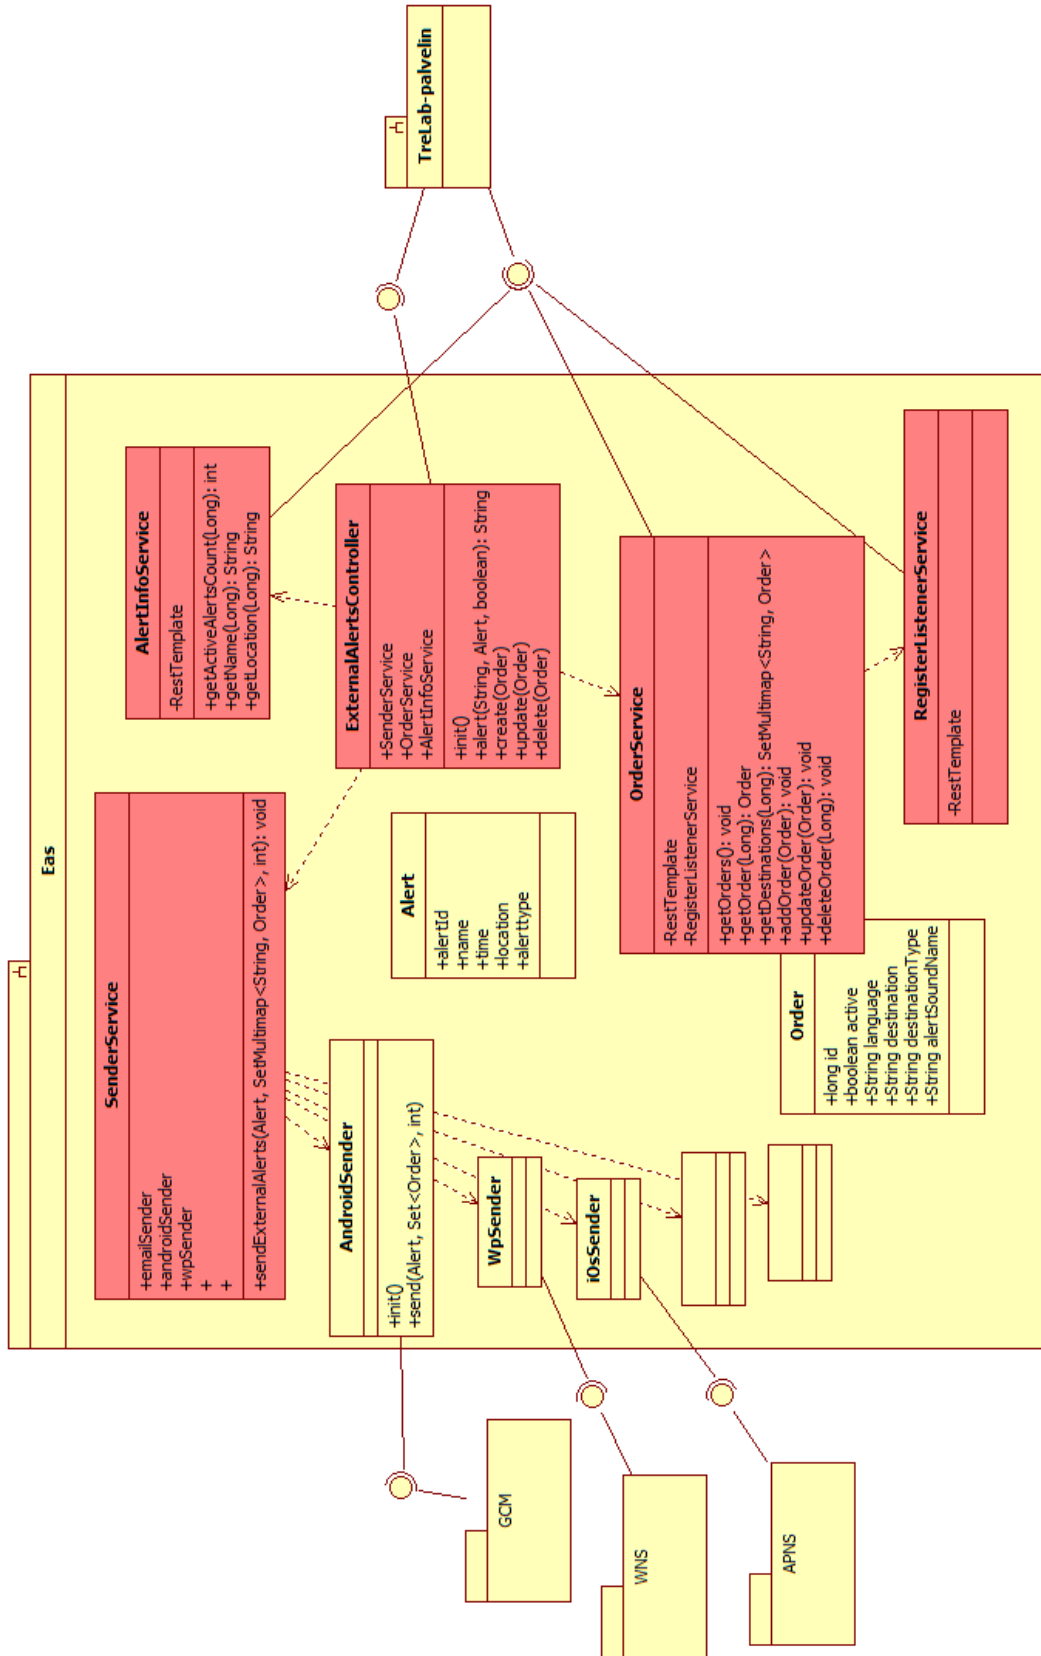 TreLab-palvelin
Eas
AlertInfoService
-RestTemplate
+getActiveAlertsCount(Long): int
+getName(Long): String
+getLocation(Long): String
SenderService
+emailSender
+androidSender
+wpSender
+
+
+sendExternalAlerts(Alert, SetMultimap<String, Order>, int): void
ExternalAlertsController
+SenderService
+OrderService
+AlertInfoService
+init()
+alert(String, Alert, boolean): String
+create(Order)
+update(Order)
+delete(Order)
Alert
+alertId
+name
+time
+location
+alerttype
AndroidSender
+init()
+send(Alert, Set<Order>, int)
WpSender
iOsSender
OrderService
-RestTemplate
-RegisterListenerService
+getOrders(): void
+getOrder(Long): Order
+getDestinations(Long): SetMultimap<String, Order>
+addOrder(Order): void
+updateOrder(Order): void
+deleteOrder(Long): void
Order
+long id
+boolean active
+String language
+String destination
+String destinationType
+String alertSoundName
RegisterListenerService
-RestTemplate
GCM
WNS
APNS